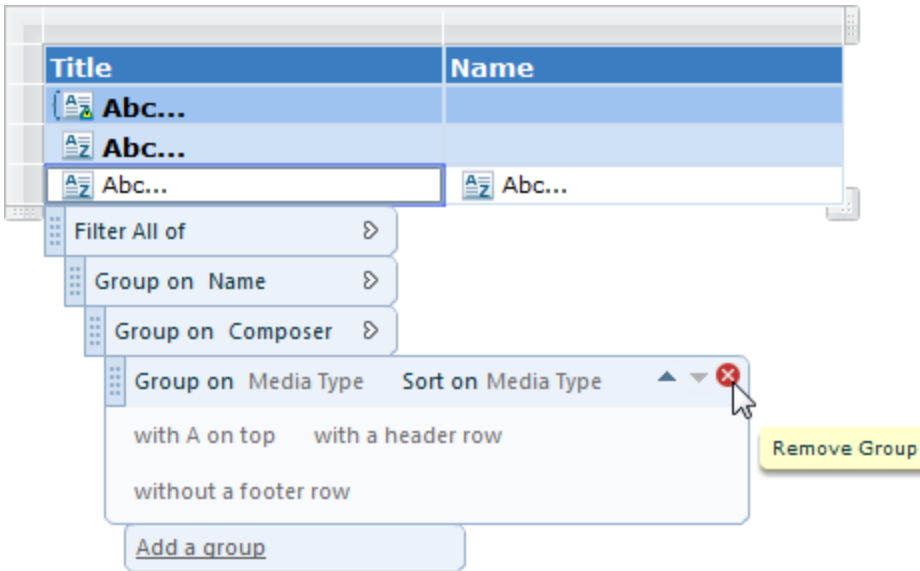 Title Name
Abc...
Abc...
Abc... Abc...
Filter All of
Group on Name
Group on Composer
Group on Media Type Sort on Media Type
with A on top with a header row
Remove Group
without a footer row
Add a group